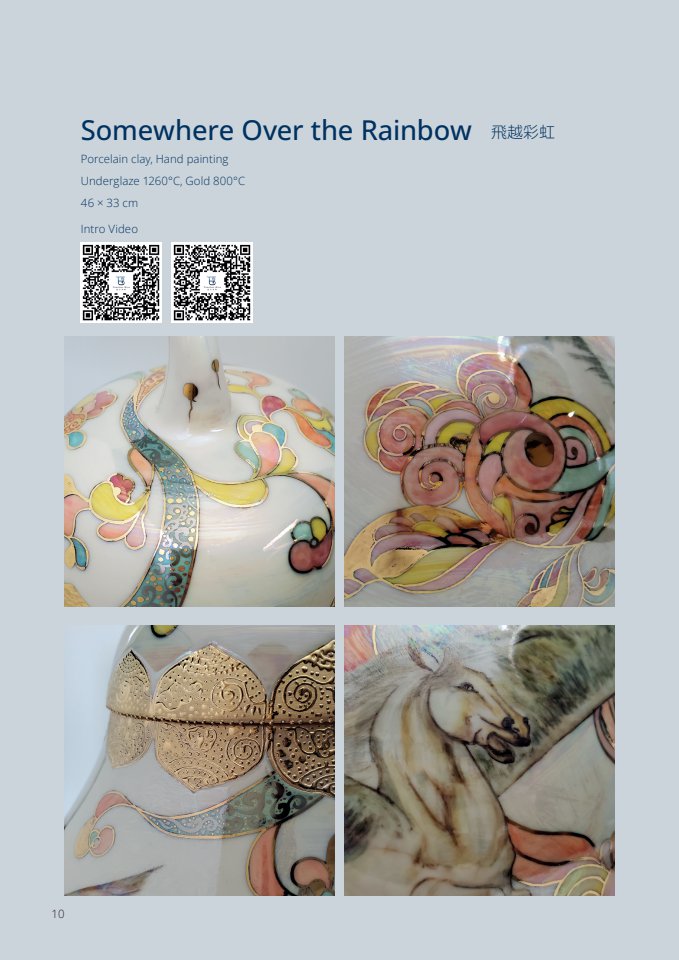 Somewhere Over the Rainbow 飛越彩虹
Porcelain clay, Hand painting
Underglaze 1260°C, Gold 800°C
46 × 33 cm
Intro Video
10